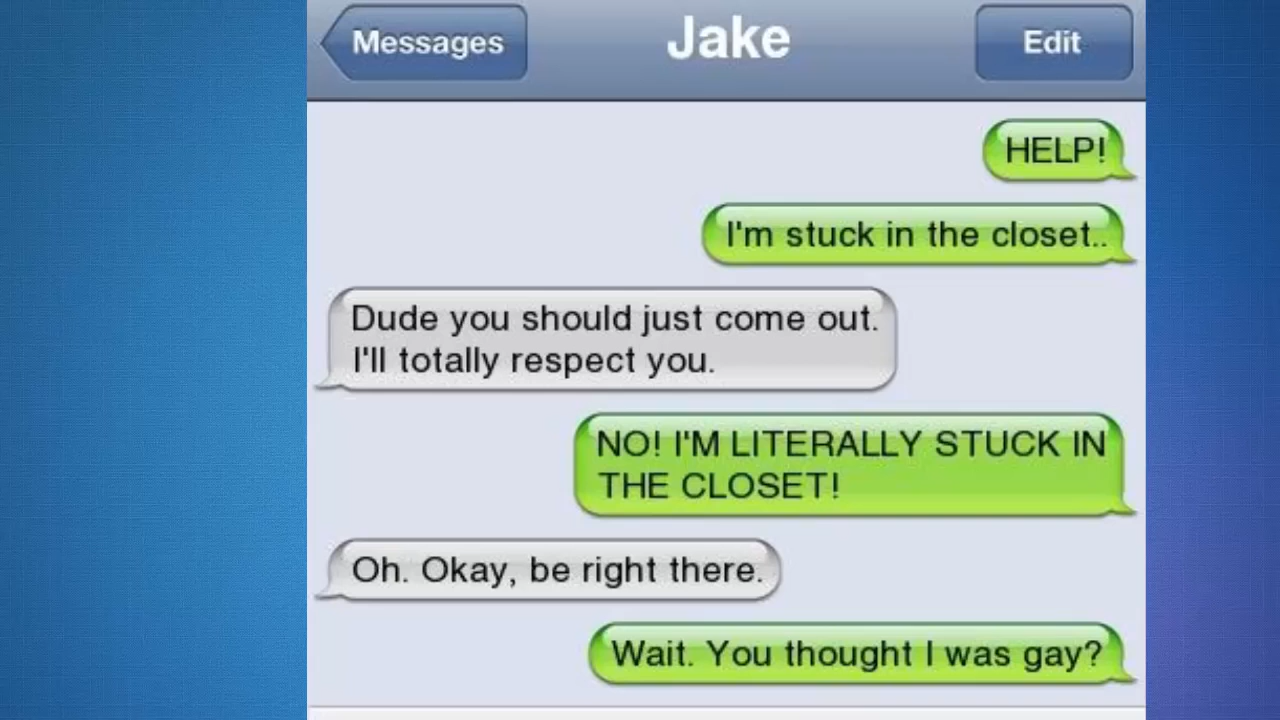 Messages
Jake
Edit
HELP!
I'm stuck in the closet..
Dude you should just come out.
I'll totally respect you.
NO! I'M LITERALLY STUCK IN
THE CLOSET!
Oh. Okay, be right there.
Wait. You thought I was gay?